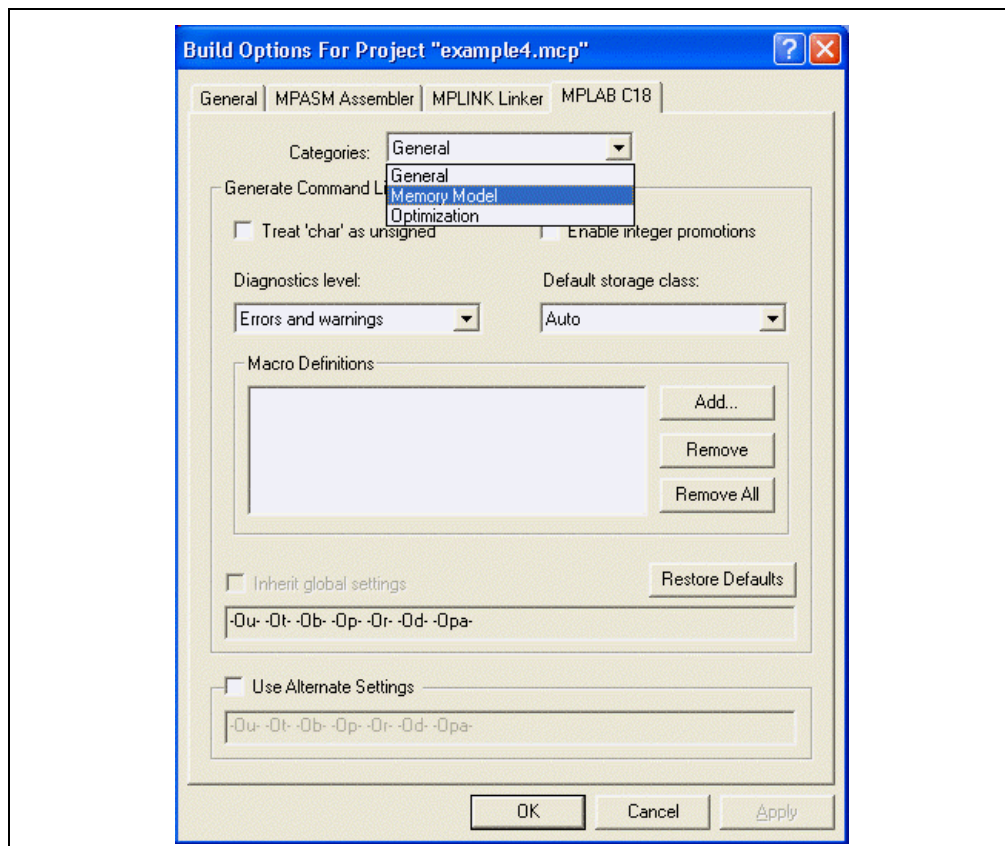 Build Options For Project "example4.mcp"
General MPASM Assembler MPLINK Linker MPLAB C18
Categories: General
General
Generate Command Li
Memory Model
Optimization
Treat 'char' as unsigned Enable integer promotions
Diagnostics level: Default storage class:
Errors and warnings Auto
Macro Definitions
Add...
Remove
Remove All
Inherit global settings Restore Defaults
-Ou- -Ot- -Ob- -Op- -Or- -Od- -Opa-
Use Alternate Settings
-Ou- -Ot- -Ob- -Op- -Or- -Od- -Opa-
OK Cancel Apply